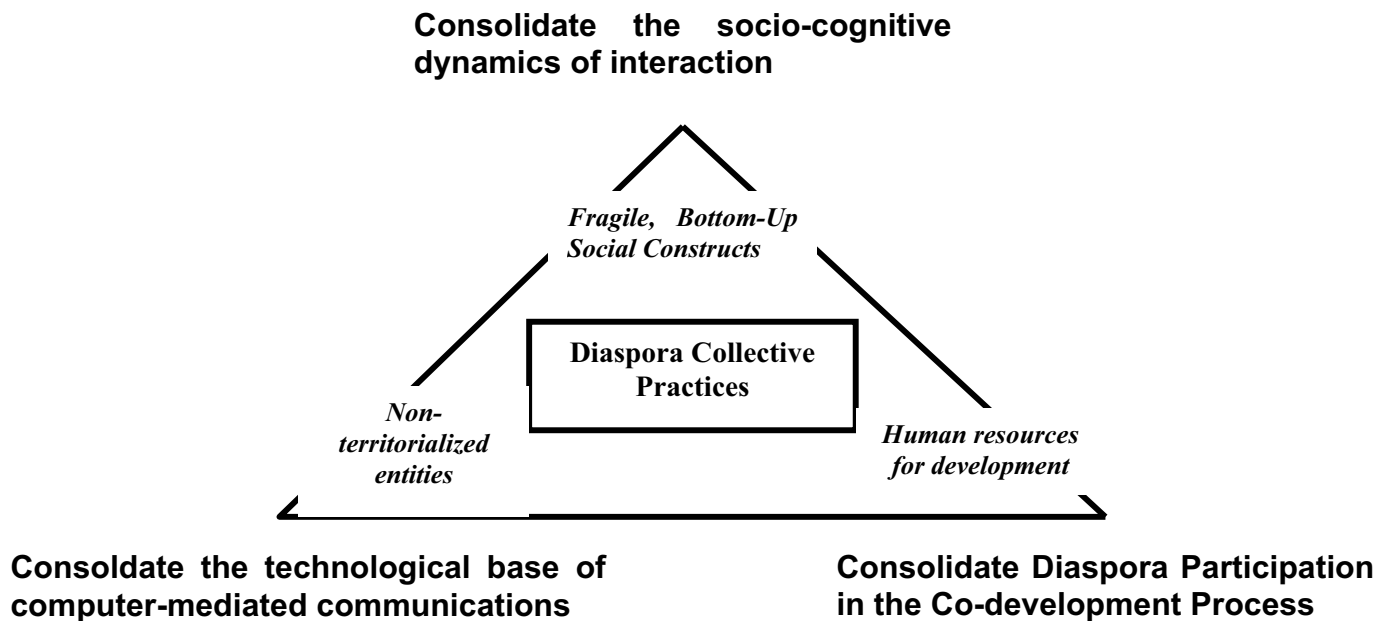 Consolidate the socio-cognitive
dynamics of interaction
Fragile, Bottom-Up
Social Constructs
Diaspora Collective
Practices
Non-
territorialized
entities
Human resources
for development
Consoldate the technological base of
computer-mediated communications
Consolidate Diaspora Participation
in the Co-development Process